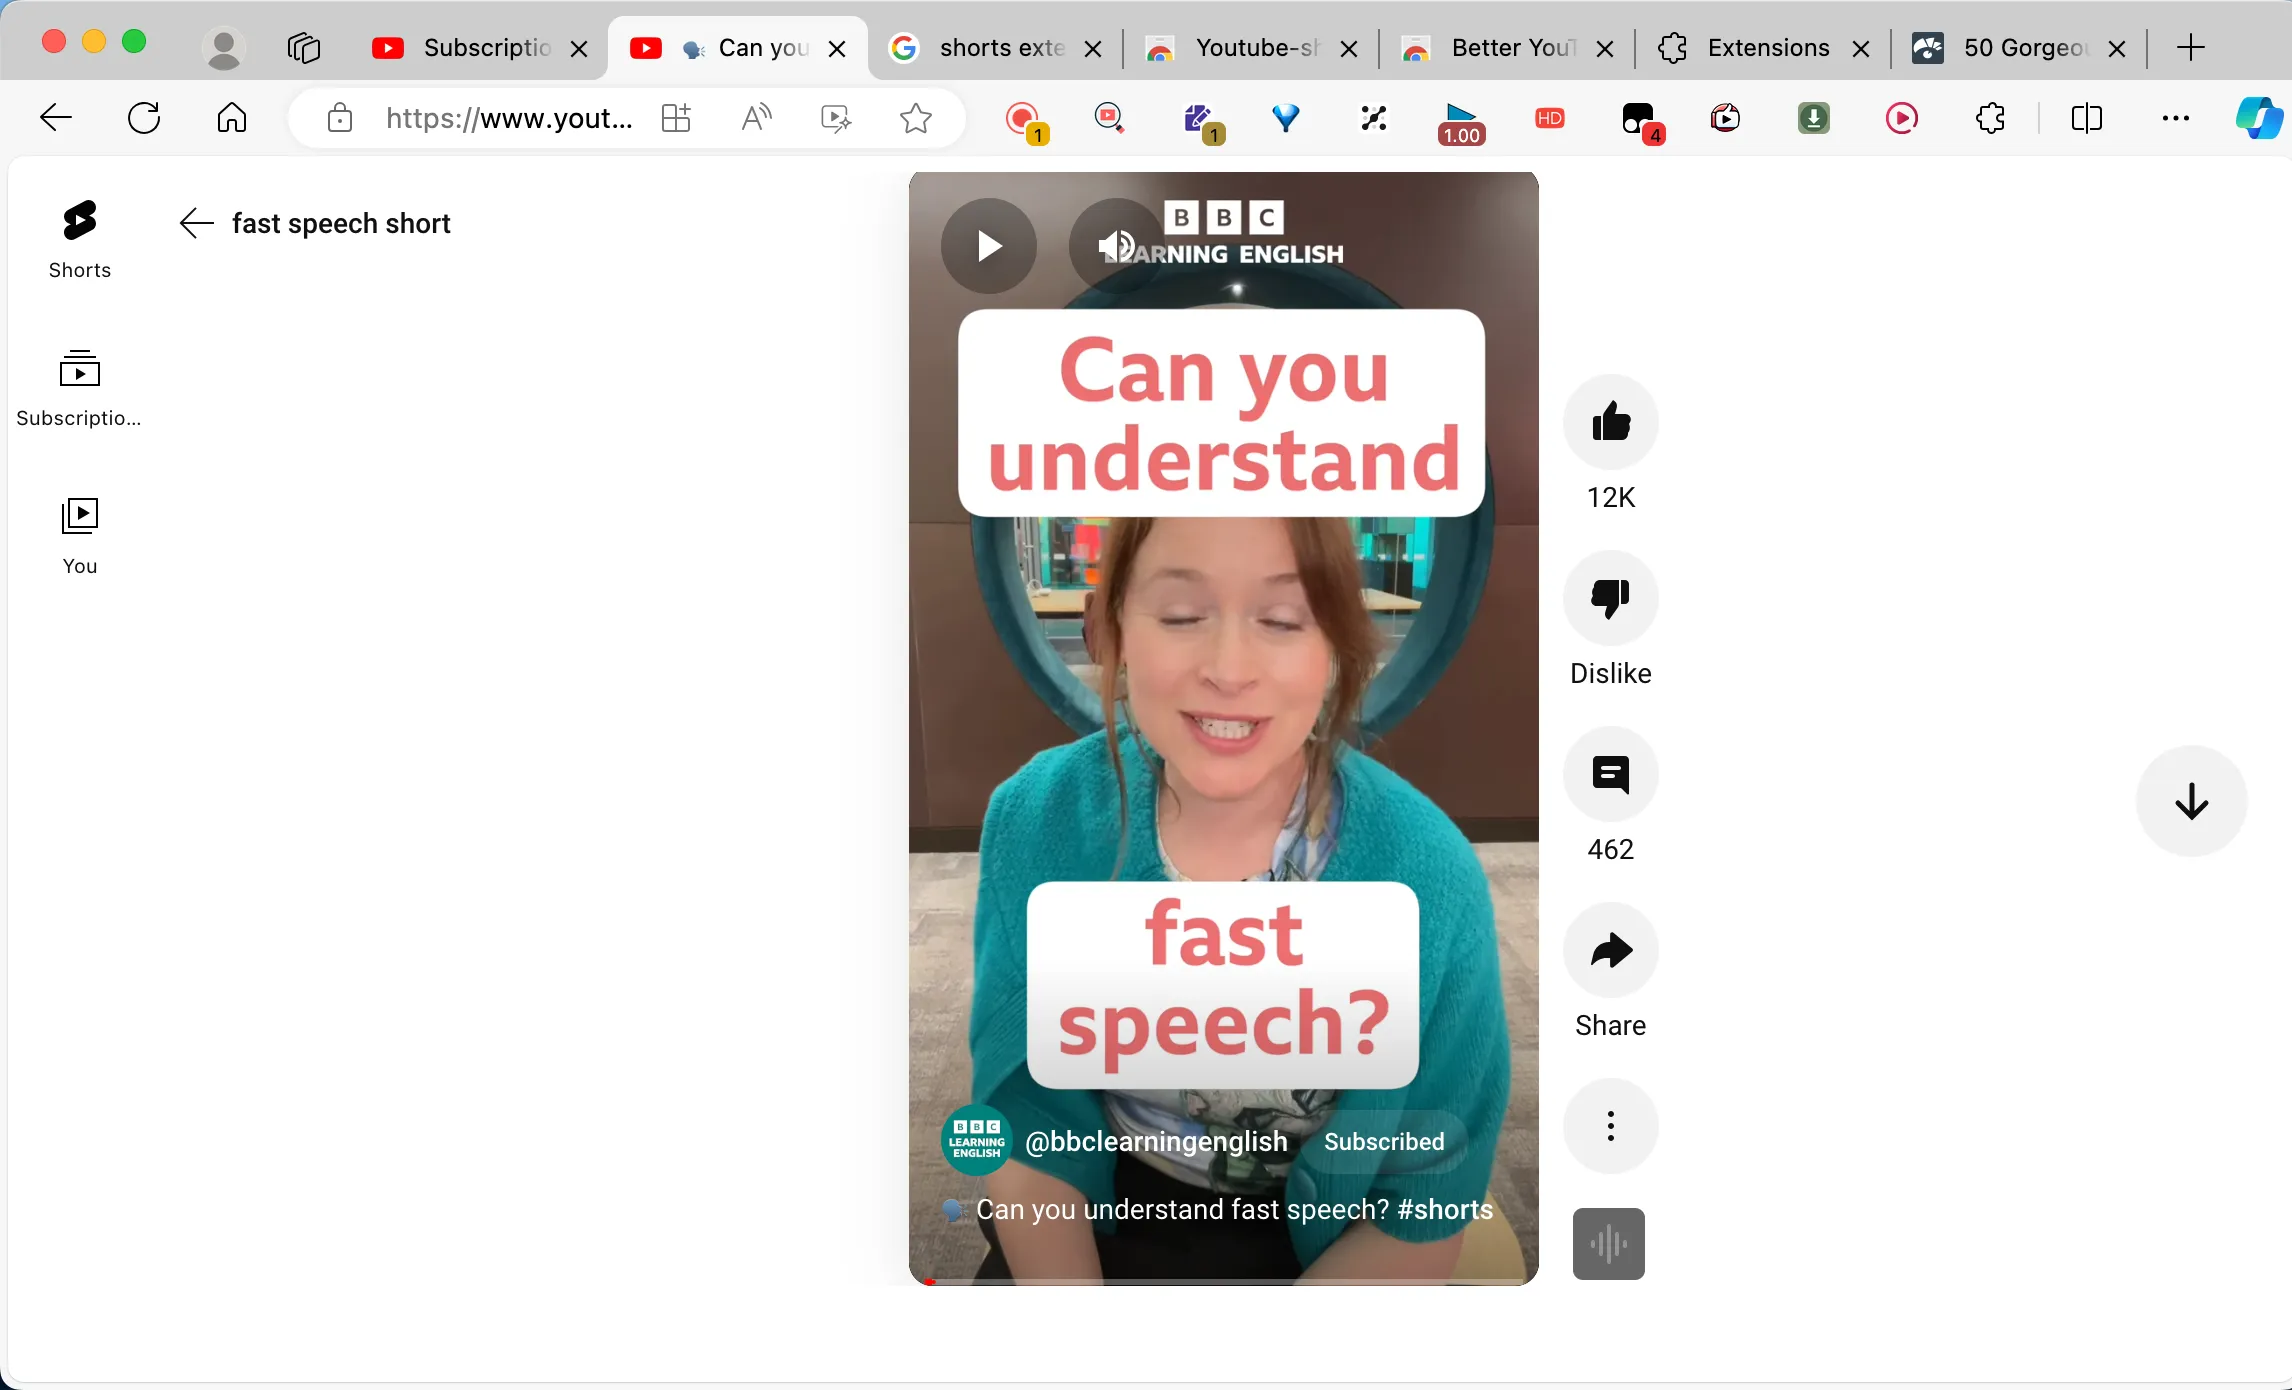 Subscriptio
Can you
shorts exte
Youtube-sh
Better YouT
Extensions
50 Gorgeou
https://www.yout...
1
1
1.00
HD
4
Shorts
fast speech short
Subscriptio...
You
BBC
LEARNING ENGLISH
Can you
understand
fast
speech?
BBC
LEARNING
ENGLISH
@bbclearningenglish
Subscribed
Can you understand fast speech? #shorts
12K
Dislike
462
Share